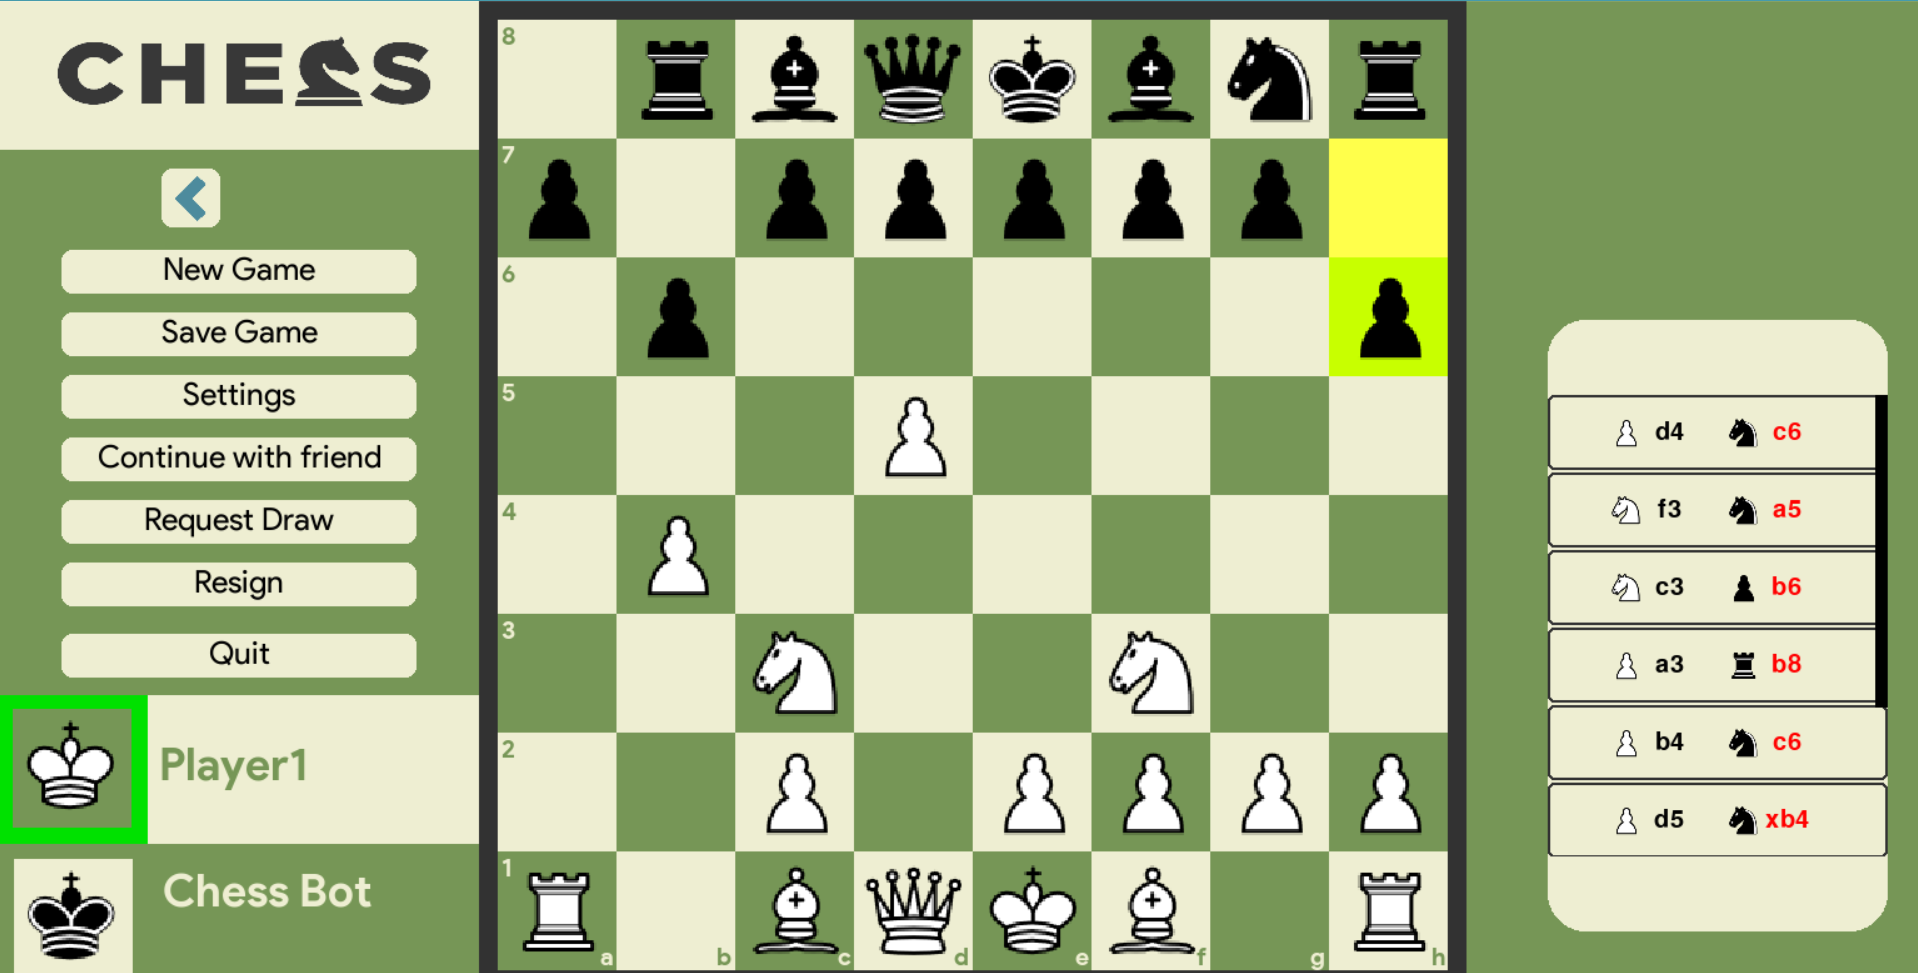 CHESS
New Game
Save Game
Settings
Continue with friend
Request Draw
Resign
Quit
Player1
Chess Bot
8
7
6
5
4
3
2
1
a b c d e f g h
d4 c6
f3 a5
c3 b6
a3 b8
b4 c6
d5 xb4